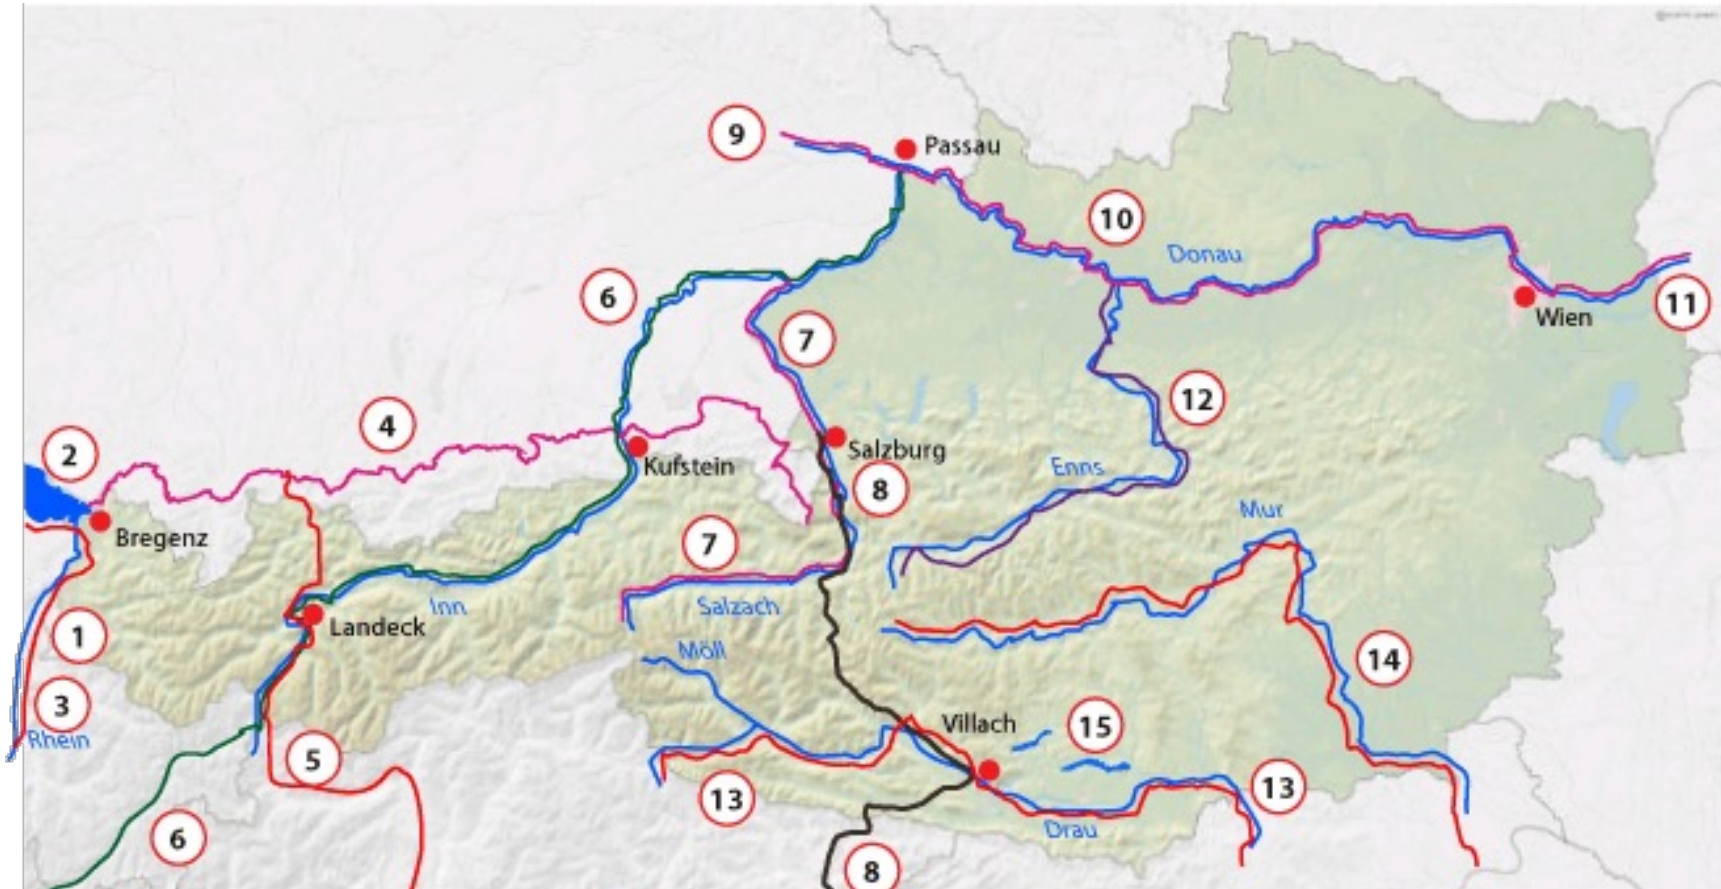 9
Passau
10
Donau
6
11
Wien
7
12
4
2
Salzburg
Kufstein
Enns
8
Bregenz
Mur
7
Inn
Salzach
Landeck
1
Möll
14
3
Villach
15
Rhein
5
13
13
Drau
6
8